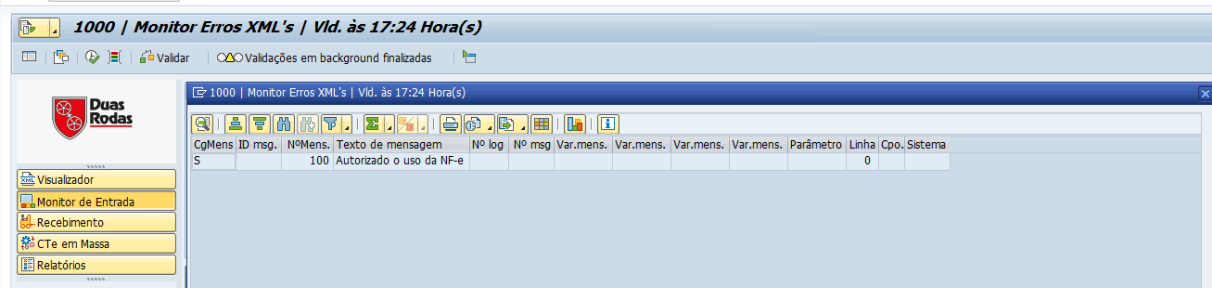 1000 | Monitor Erros XML's | Vld. às 17:24 Hora(s)
Validar
Validações em background finalizadas
Duas
Rodas
1000 | Monitor Erros XML's | Vld. às 17:24 Hora(s)
CgMens ID msg. NºMens. Texto de mensagem Nº log Nº msg Var.mens. Var.mens. Var.mens. Var.mens. Parâmetro Linha Cpo. Sistema
S 100 Autorizado o uso da NF-e 0
XML Visualizador
Monitor de Entrada
Recebimento
CTe em Massa
Relatórios